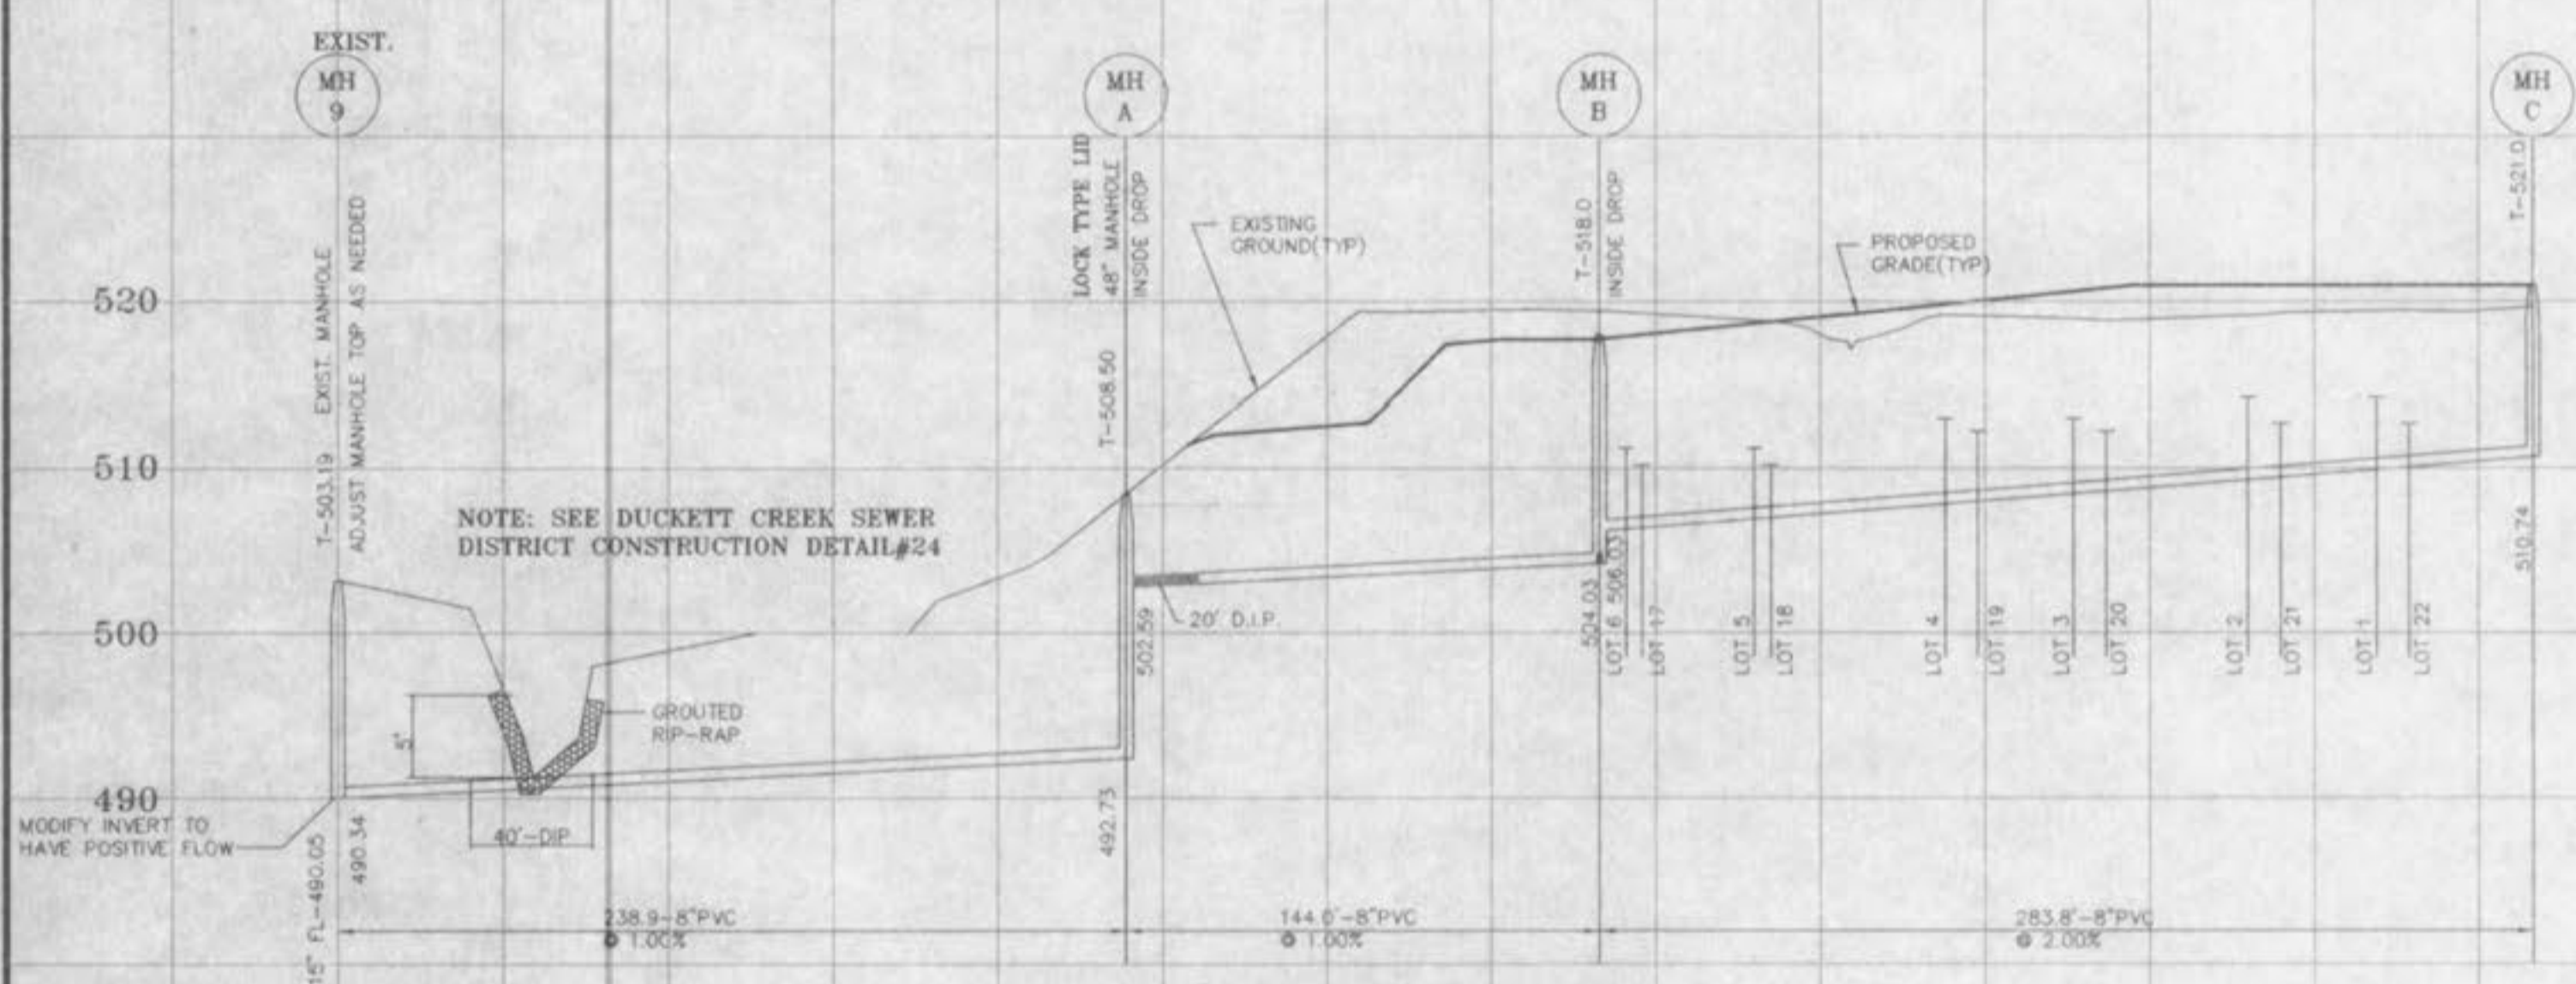 EXIST.
MH
9
MH
A
MH
B
MH
C
T-503.19 EXIST. MANHOLE
ADJUST MANHOLE TOP AS NEEDED
LOCK TYPE LID
48" MANHOLE
INSIDE DROP
T-508.50
EXISTING
GROUND(TYP)
T-518.0
INSIDE DROP
PROPOSED
GRADE(TYP)
T-521.0
520
510
500
490
NOTE: SEE DUCKETT CREEK SEWER
DISTRICT CONSTRUCTION DETAIL#24
GROUTED
RIP-RAP
5'
40'-DIP
MODIFY INVERT TO
HAVE POSITIVE FLOW
15" FL-490.05
490.34
492.73
502.59
20' D.I.P.
504.03
506.03
LOT 6
LOT 17
LOT 5
LOT 18
LOT 4
LOT 19
LOT 3
LOT 20
LOT 2
LOT 21
LOT 1
LOT 22
510.74
238.9-8"PVC
@ 1.00%
144.0'-8"PVC
@ 1.00%
283.8'-8"PVC
@ 2.00%